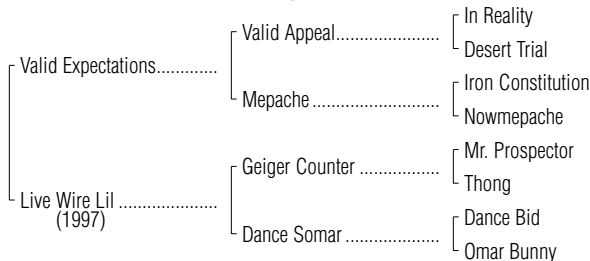 In Reality
Valid Appeal.....................
Desert Trial
Valid Expectations.............
Iron Constitution
Mepache ...........................
Nowmepache
Mr. Prospector
Geiger Counter ..................
Thong
Live Wire Lil .....................
(1997)
Dance Bid
Dance Somar .....................
Omar Bunny